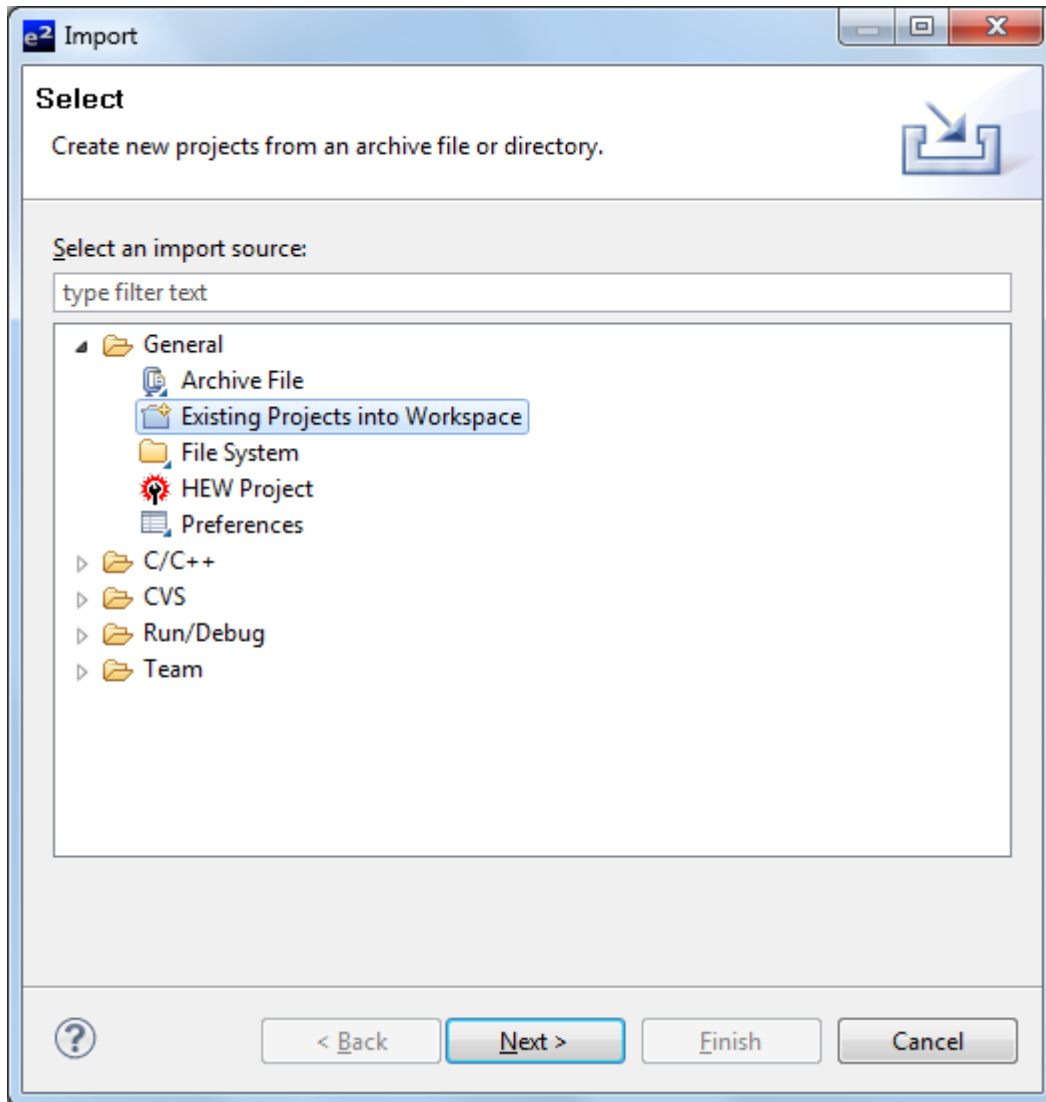 e² Import
Select
Create new projects from an archive file or directory.
Select an import source:
type filter text
General
Archive File
Existing Projects into Workspace
File System
HEW Project
Preferences
C/C++
CVS
Run/Debug
Team
? < Back Next > Finish Cancel